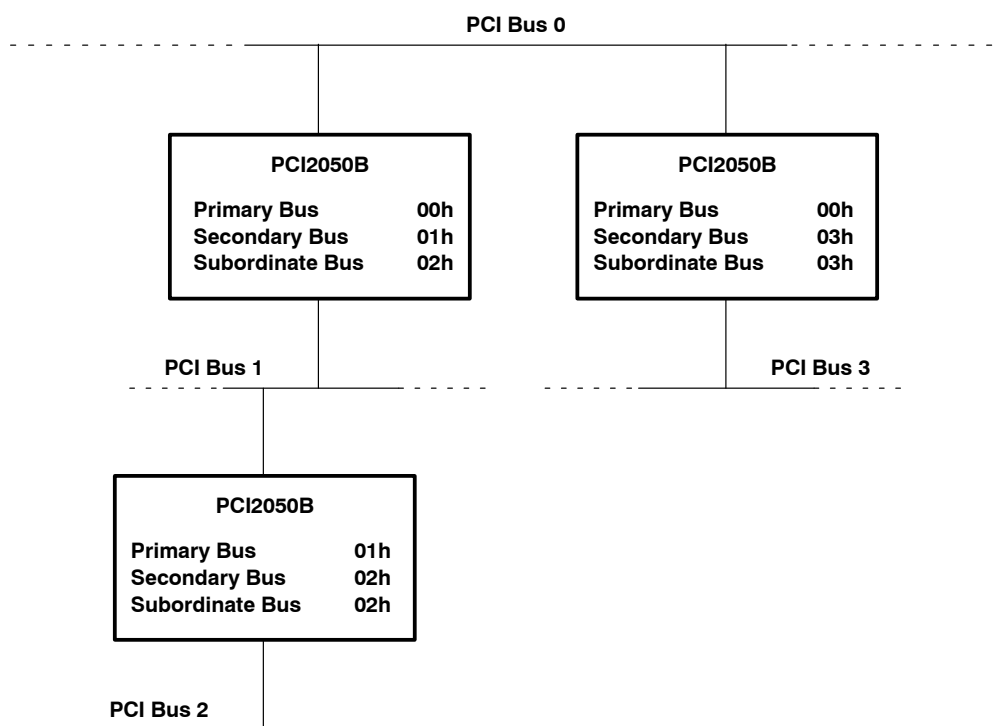 PCI Bus 0
PCI2050B
Primary Bus 00h
Secondary Bus 01h
Subordinate Bus 02h
PCI2050B
Primary Bus 00h
Secondary Bus 03h
Subordinate Bus 03h
PCI Bus 1
PCI Bus 3
PCI2050B
Primary Bus 01h
Secondary Bus 02h
Subordinate Bus 02h
PCI Bus 2